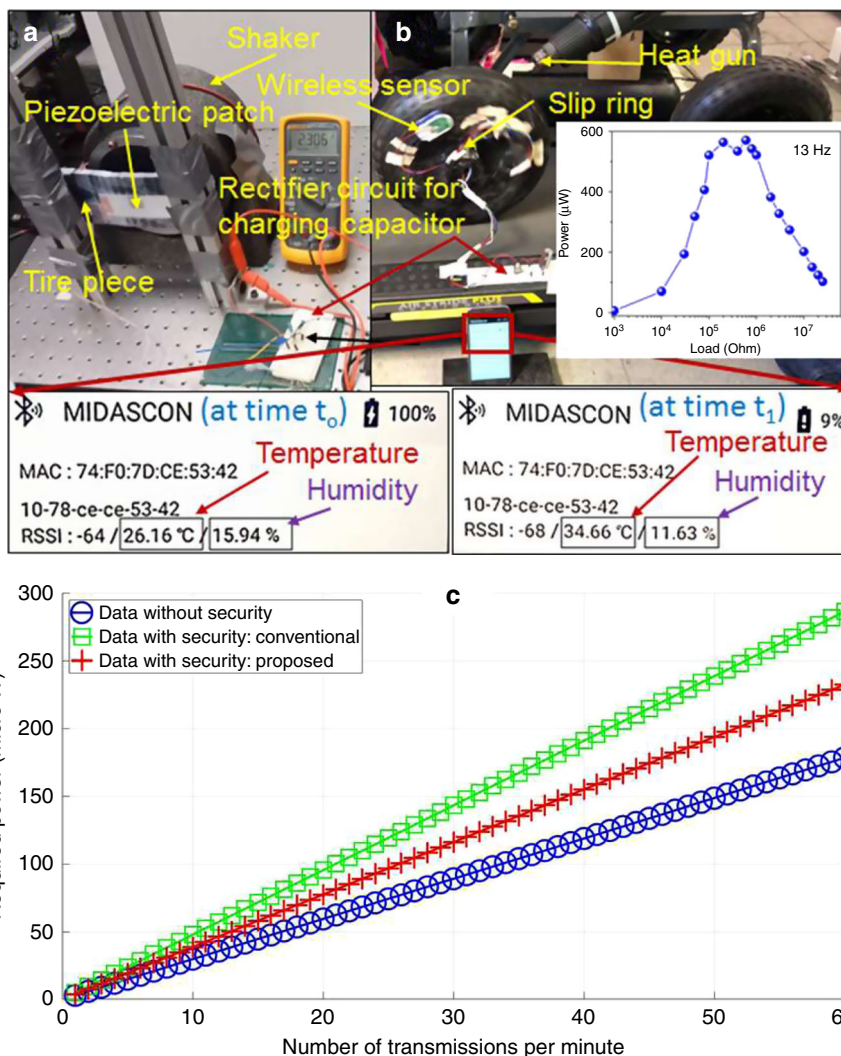 a
Shaker
Wireless sensor
Piezoelectric patch
Slip ring
Rectifier circuit for
charging capacitor
Tire piece
2.306
b
Heat gun
600
400
200
0
Power (μW)
13 Hz
10³ 10⁴ 10⁵ 10⁶ 10⁷
Load (Ohm)
MIDASCON (at time t₀) 100%
Temperature
MAC : 74:F0:7D:CE:53:42
Humidity
10-78-ce-ce-53-42
RSSI : -64 / 26.16 ℃ / 15.94 %
MIDASCON (at time t₁) 9%
Temperature
MAC : 74:F0:7D:CE:53:42
Humidity
10-78-ce-ce-53-42
RSSI : -68 / 34.66 ℃ / 11.63 %
c
300
250
200
150
100
50
0
Data without security
Data with security: conventional
Data with security: proposed
0 10 20 30 40 50
Number of transmissions per minute